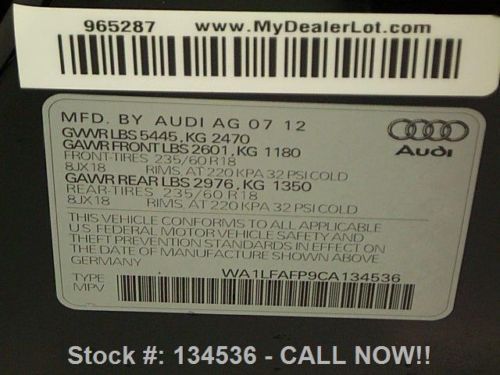 965287 www.MyDealerLot.com
MFD. BY AUDI AG 07 12
GVWR LBS 5445, KG 2470
GAWR FRONT LBS 2601, KG 1180
FRONT-TIRES 235/60 R18
8JX18 RIMS, AT 220 KPA 32 PSI COLD
GAWR REAR LBS 2976, KG 1350
REAR-TIRES 235/60 R18
8JX18 RIMS, AT 220 KPA 32 PSI COLD
Audi
THIS VEHICLE CONFORMS TO ALL APPLICABLE
U.S FEDERAL MOTOR VEHICLE SAFETY AND
THEFT PREVENTION STANDARDS IN EFFECT ON
THE DATE OF MANUFACTURE SHOWN ABOVE
GERMANY
WA1LFAFP9CA134536
TYPE
MPV
Stock #: 134536 - CALL NOW!!